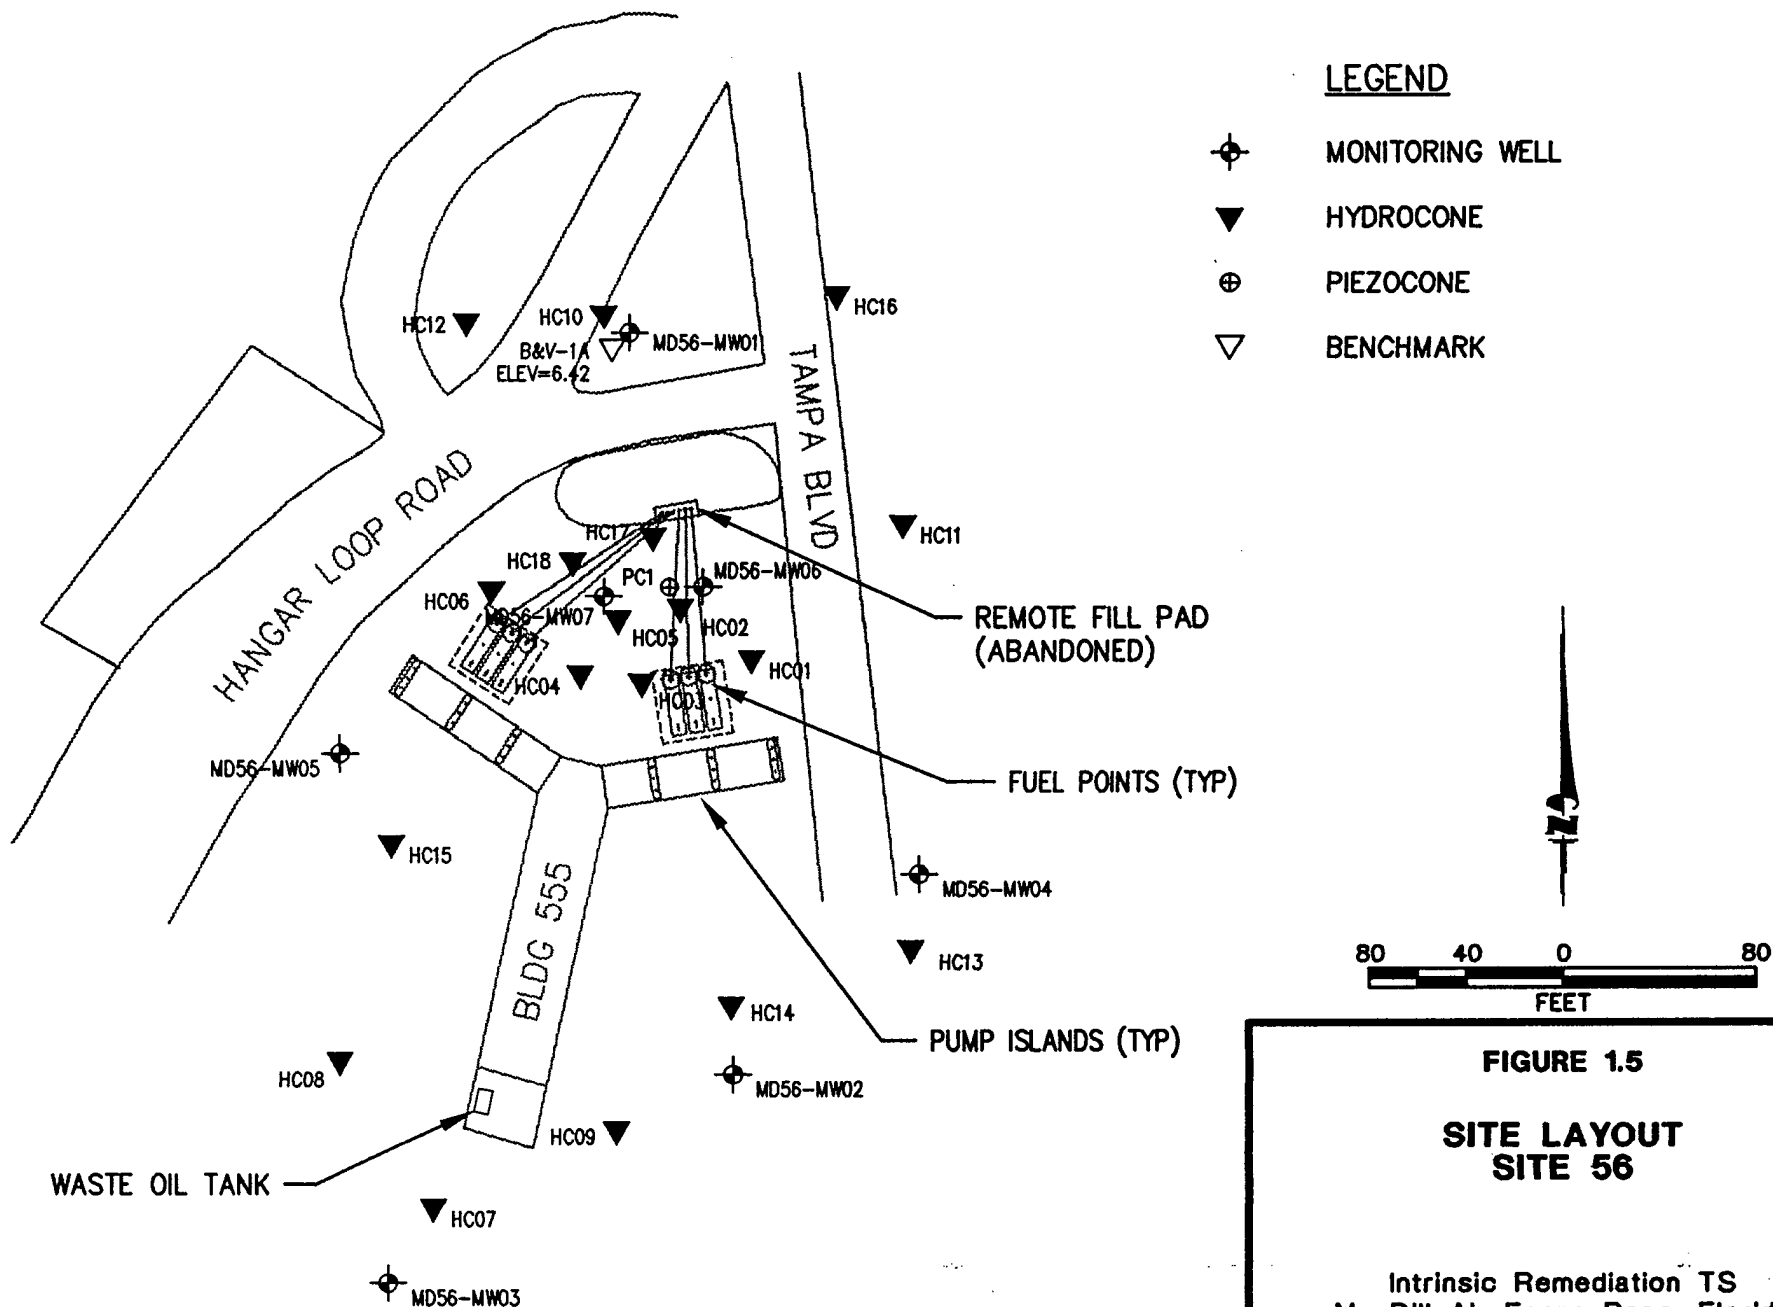 LEGEND
MONITORING WELL
HYDROCONE
PIEZOCONE
BENCHMARK
HC16
HC12
HC10
MD56-MW01
B&V-1A
ELEV=6.42
TAMPA BLVD
HANGAR LOOP ROAD
HC11
HC17
HC18
PC1
MD56-MW06
HC06
MD56-MW07
HC05
HC02
REMOTE FILL PAD
(ABANDONED)
HC04
HC01
HC03
MD56-MW05
FUEL POINTS (TYP)
HC15
BLDG 555
MD56-MW04
HC13
80 40 0 80
FEET
HC14
PUMP ISLANDS (TYP)
HC08
MD56-MW02
HC09
WASTE OIL TANK
HC07
MD56-MW03
N
FIGURE 1.5
SITE LAYOUT
SITE 56
Intrinsic Remediation TS